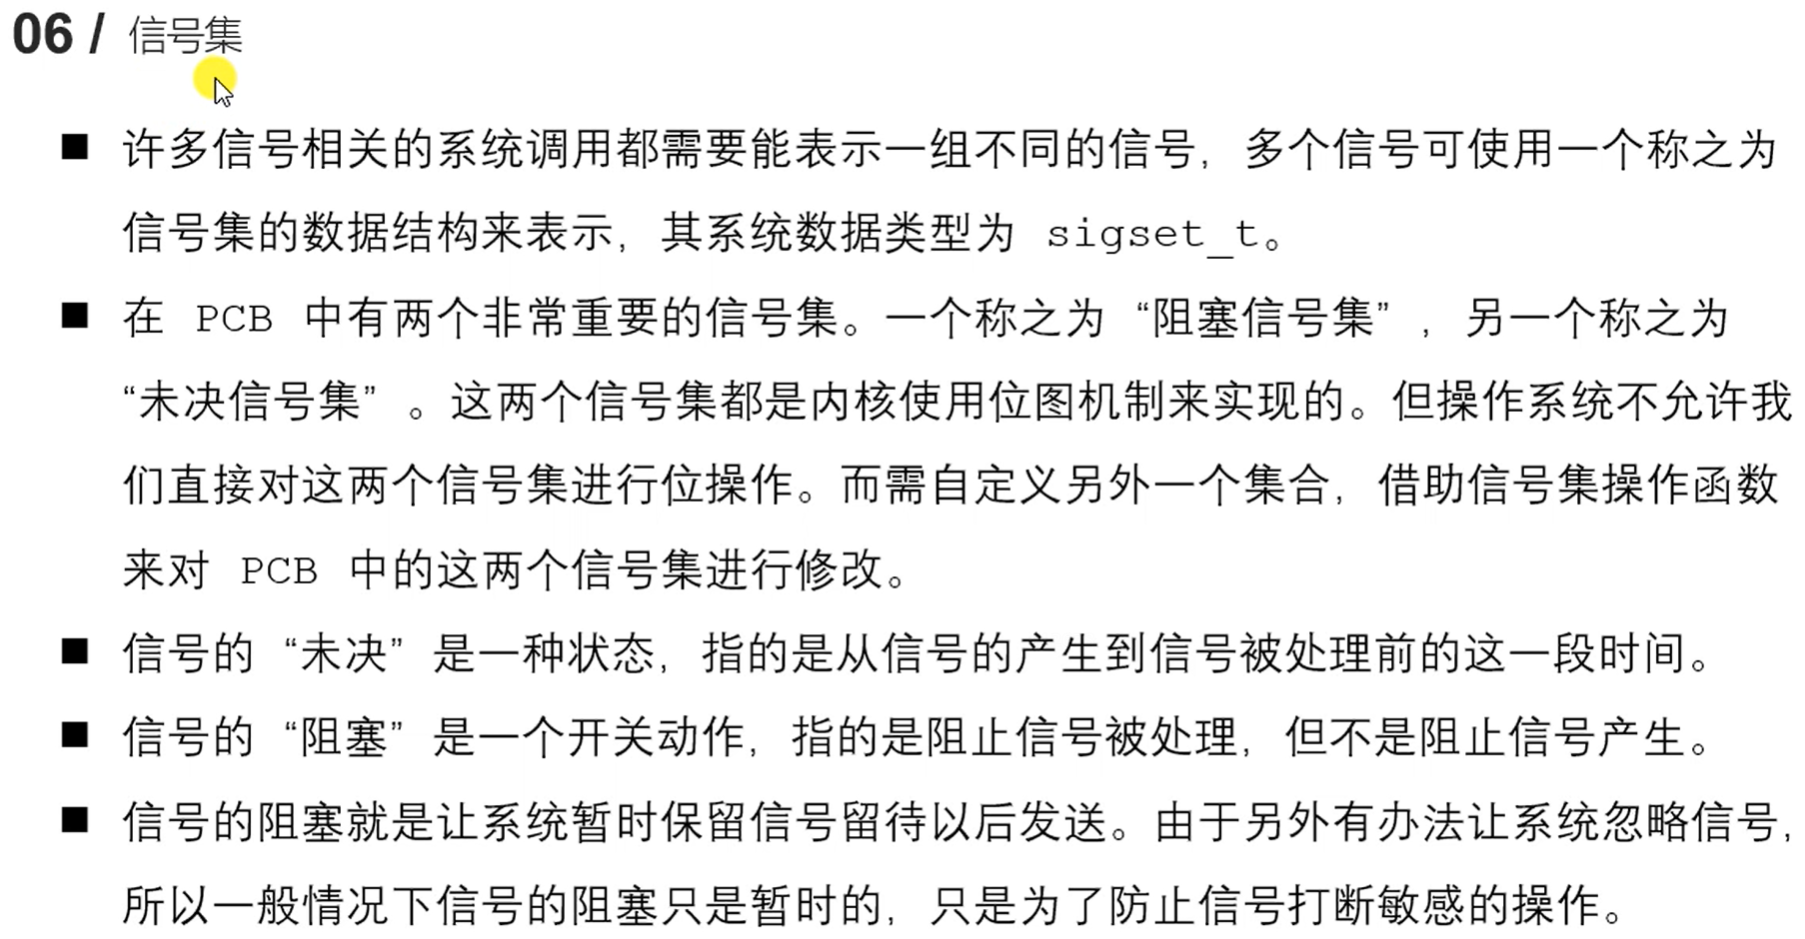 06 / 信号集
■ 许多信号相关的系统调用都需要能表示一组不同的信号，多个信号可使用一个称之为
信号集的数据结构来表示，其系统数据类型为 sigset_t。
■ 在 PCB 中有两个非常重要的信号集。一个称之为 “阻塞信号集” ，另一个称之为
“未决信号集” 。这两个信号集都是内核使用位图机制来实现的。但操作系统不允许我
们直接对这两个信号集进行位操作。而需自定义另外一个集合，借助信号集操作函数
来对 PCB 中的这两个信号集进行修改。
■ 信号的 “未决” 是一种状态，指的是从信号的产生到信号被处理前的这一段时间。
■ 信号的 “阻塞” 是一个开关动作，指的是阻止信号被处理，但不是阻止信号产生。
■ 信号的阻塞就是让系统暂时保留信号留待以后发送。由于另外有办法让系统忽略信号，
所以一般情况下信号的阻塞只是暂时的，只是为了防止信号打断敏感的操作。